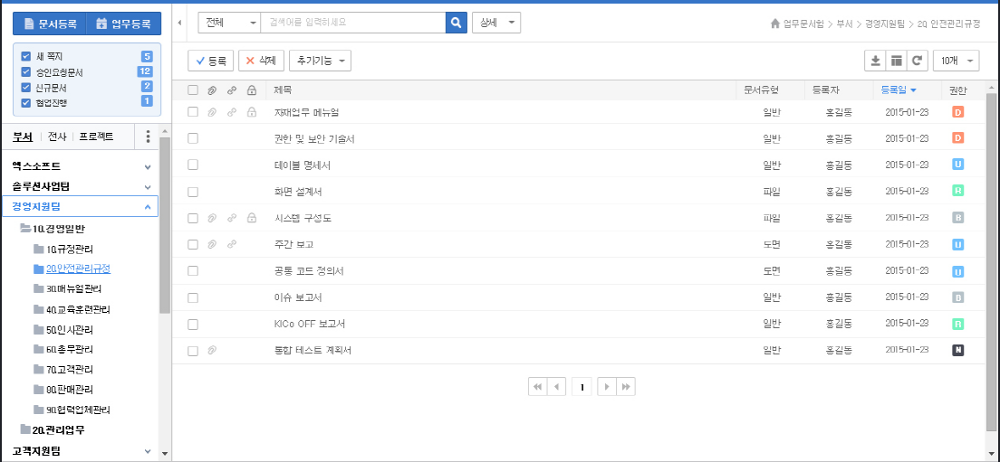 문서등록 업무등록
새 쪽지 5
승인요청문서 12
신규문서 2
협업진행 1
부서 전사 프로젝트
엑스소프트
솔루션사업팀
경영지원팀
10.경영일반
10.규정관리
20.안전관리규정
30.매뉴얼관리
40.교육훈련관리
50.인사관리
60.총무관리
70.고객관리
80.판매관리
90.협력업체관리
20.관리업무
고객지원팀
전체 검색어를 입력하세요 상세
업무문서함 > 부서 > 경영지원팀 > 20. 안전관리규정
등록 삭제 추가기능 10개
제목 문서유형 등록자 등록일 권한
자재업무 메뉴얼 일반 홍길동 2015-01-23 D
권한 및 보안 기술서 일반 홍길동 2015-01-23 D
테이블 명세서 일반 홍길동 2015-01-23 U
화면 설계서 파일 홍길동 2015-01-23 R
시스템 구성도 파일 홍길동 2015-01-23 B
주간 보고 도면 홍길동 2015-01-23 U
공통 코드 정의서 도면 홍길동 2015-01-23 U
이슈 보고서 일반 홍길동 2015-01-23 B
KICo OFF 보고서 일반 홍길동 2015-01-23 R
통합 테스트 계획서 일반 홍길동 2015-01-23 N
1